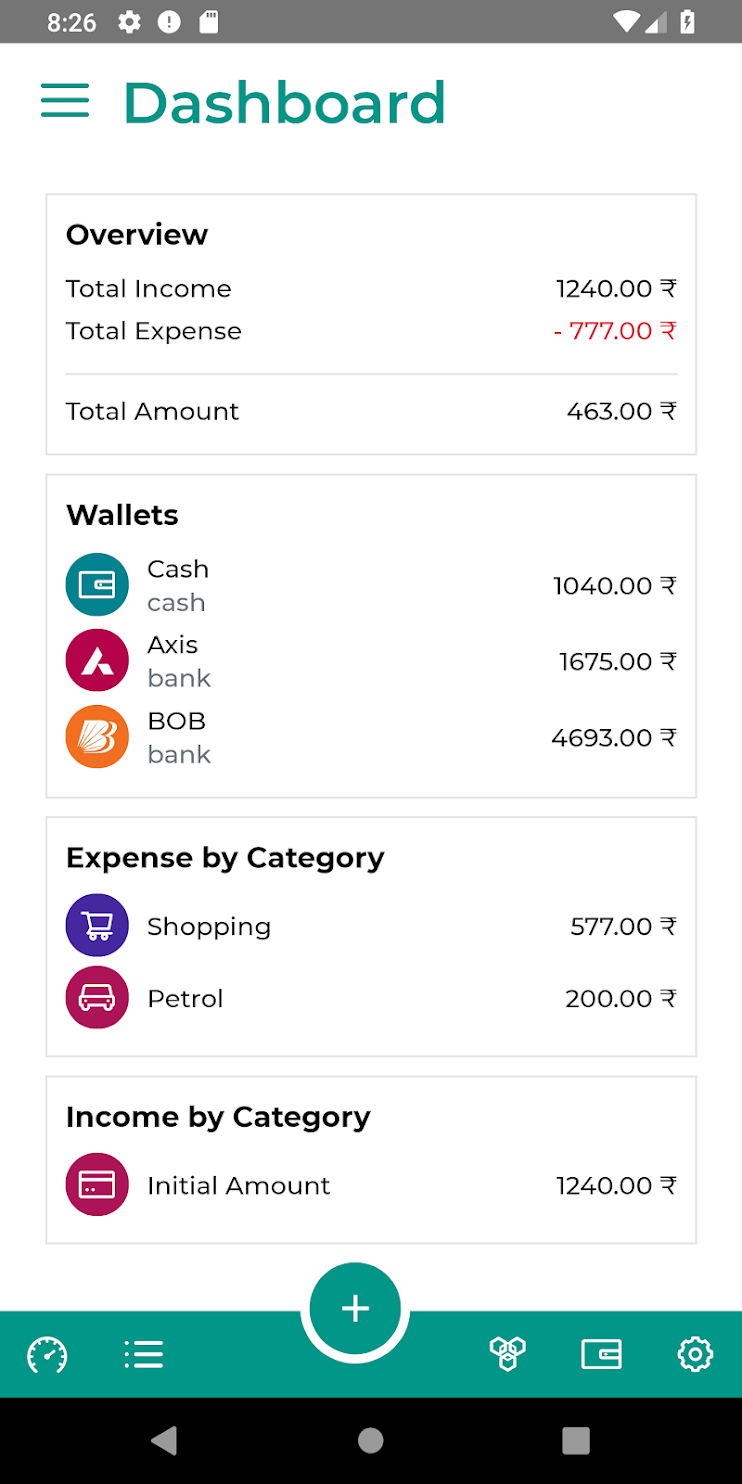 8:26
Dashboard
Overview
Total Income 1240.00 ₹
Total Expense - 777.00 ₹
Total Amount 463.00 ₹
Wallets
Cash
cash 1040.00 ₹
Axis
bank 1675.00 ₹
BOB
bank 4693.00 ₹
Expense by Category
Shopping 577.00 ₹
Petrol 200.00 ₹
Income by Category
Initial Amount 1240.00 ₹